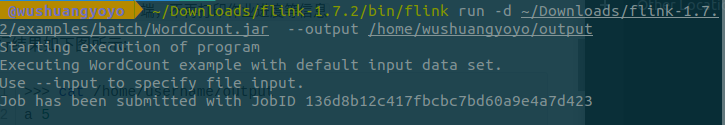 @wushuangyoyo ~/Downloads/flink-1.7.2/bin/flink run -d ~/Downloads/flink-1.7.
2/examples/batch/WordCount.jar --output /home/wushuangyoyo/output
Starting execution of program
Executing WordCount example with default input data set.
Use --input to specify file input.
Job has been submitted with JobID 136d8b12c417fbcbc7bd60a9e4a7d423
a 5